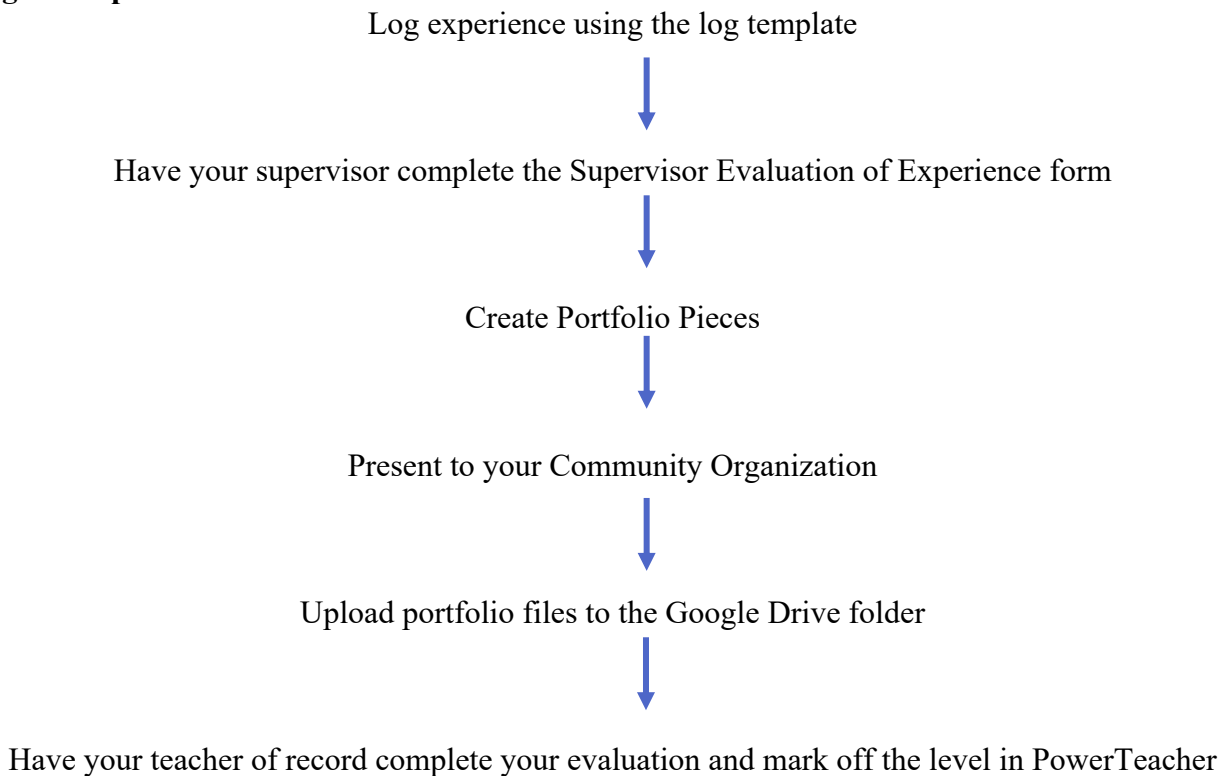 Log experience using the log template
Have your supervisor complete the Supervisor Evaluation of Experience form
Create Portfolio Pieces
Present to your Community Organization
Upload portfolio files to the Google Drive folder
Have your teacher of record complete your evaluation and mark off the level in PowerTeacher